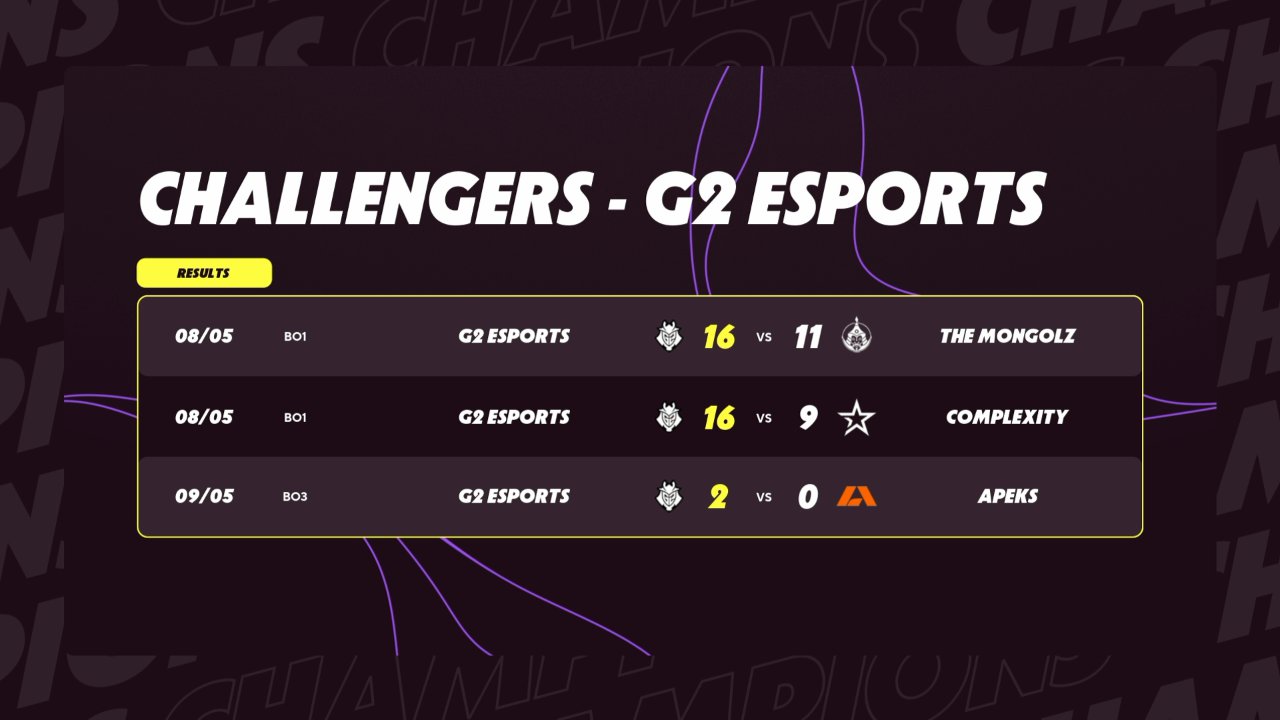 CHALLENGERS - G2 ESPORTS
RESULTS
08/05 BO1 G2 ESPORTS 16 VS 11 THE MONGOLZ
08/05 BO1 G2 ESPORTS 16 VS 9 COMPLEXITY
09/05 BO3 G2 ESPORTS 2 VS 0 APEKS